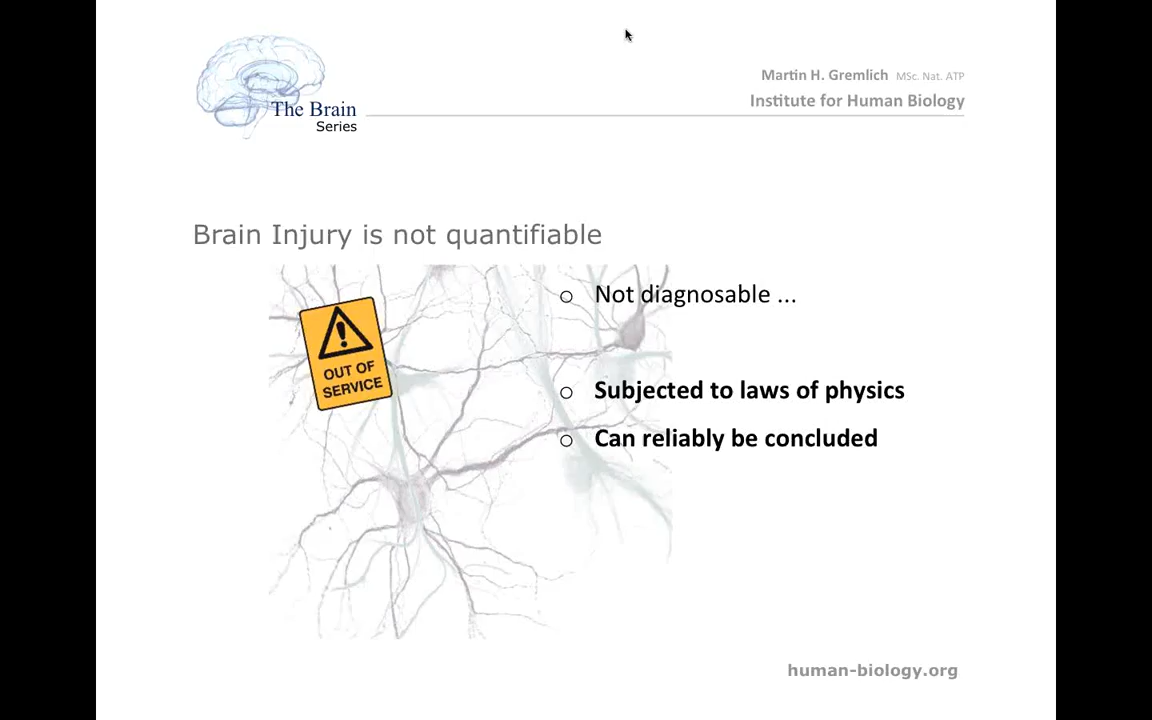 The Brain
Series
Martin H. Gremlich MSc. Nat. ATP
Institute for Human Biology
Brain Injury is not quantifiable
○ Not diagnosable ...
OUT OF
SERVICE
○ Subjected to laws of physics
○ Can reliably be concluded
human-biology.org